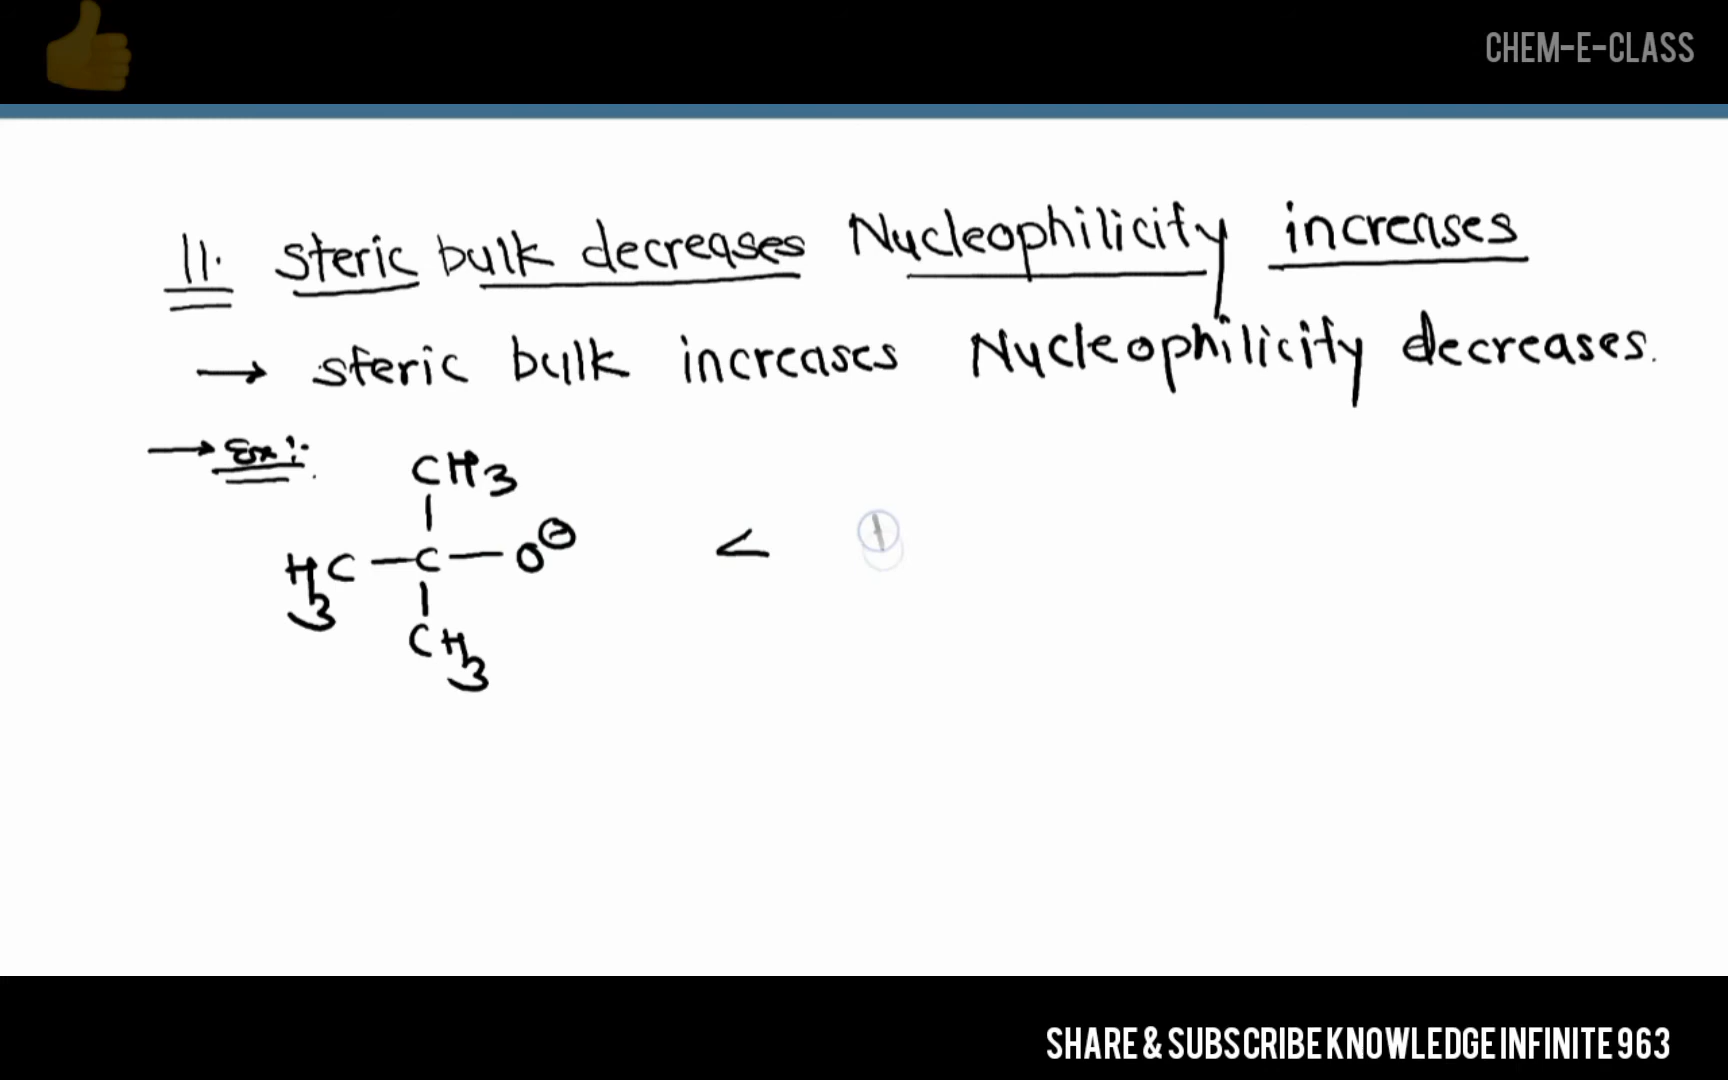 CHEM-E-CLASS
11. steric bulk decreases Nucleophilicity increases
→ steric bulk increases Nucleophilicity decreases.
→ Ex:
CH3
H3C — C — O⊖ <
CH3
SHARE & SUBSCRIBE KNOWLEDGE INFINITE 963